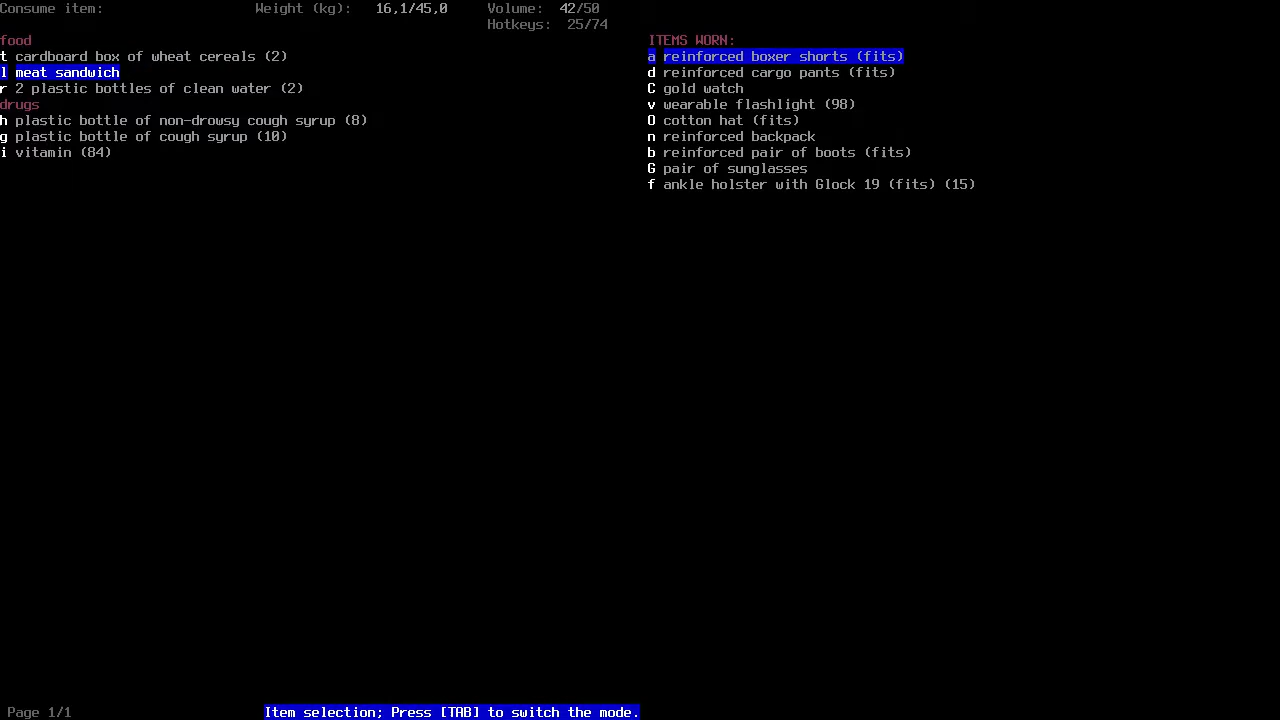 Consume item: Weight (kg): 16,1/45,0 Volume: 42/50
Hotkeys: 25/74
food
t cardboard box of wheat cereals (2)
l meat sandwich
r 2 plastic bottles of clean water (2)
drugs
h plastic bottle of non-drowsy cough syrup (8)
g plastic bottle of cough syrup (10)
i vitamin (84)
ITEMS WORN:
a reinforced boxer shorts (fits)
d reinforced cargo pants (fits)
C gold watch
v wearable flashlight (98)
O cotton hat (fits)
n reinforced backpack
b reinforced pair of boots (fits)
G pair of sunglasses
f ankle holster with Glock 19 (fits) (15)
Page 1/1 Item selection; Press [TAB] to switch the mode.